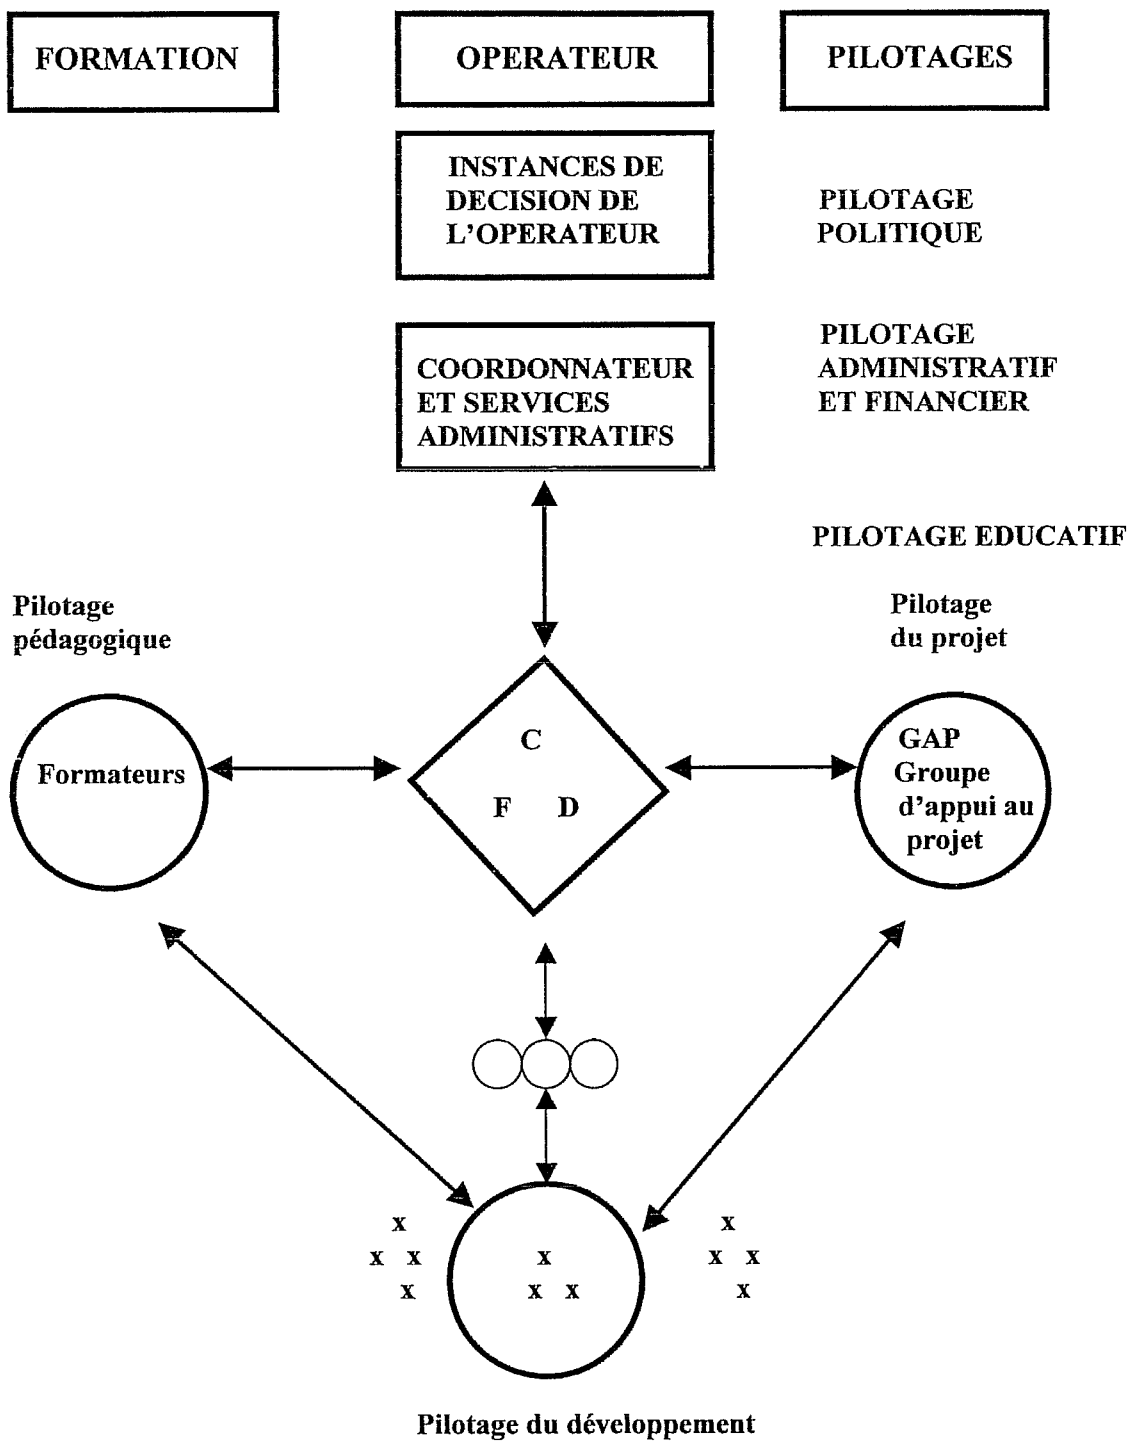 FORMATION
OPERATEUR
PILOTAGES
INSTANCES DE
DECISION DE
L'OPERATEUR
PILOTAGE
POLITIQUE
COORDONNATEUR
ET SERVICES
ADMINISTRATIFS
PILOTAGE
ADMINISTRATIF
ET FINANCIER
PILOTAGE EDUCATIF
Pilotage
pédagogique
Pilotage
du projet
Formateurs
C
F D
GAP
Groupe
d'appui au
projet
x
x x
x
x
x x
x
x x
x
Pilotage du développement